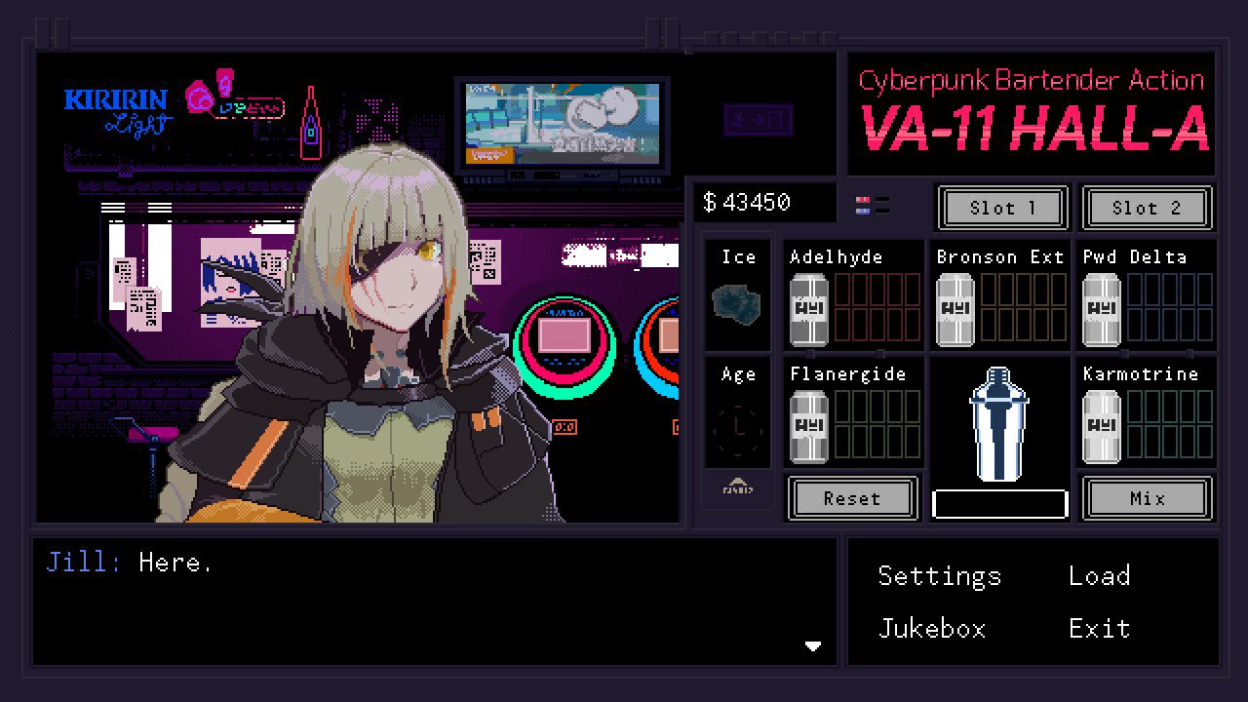 KIRIRIN
Light
Cyberpunk Bartender Action
VA-11 HALL-A
$ 43450
Slot 1
Slot 2
Ice
Adelhyde
Bronson Ext
Pwd Delta
Age
Flanergide
Karmotrine
Reset
Mix
Jill: Here.
Settings
Load
Jukebox
Exit